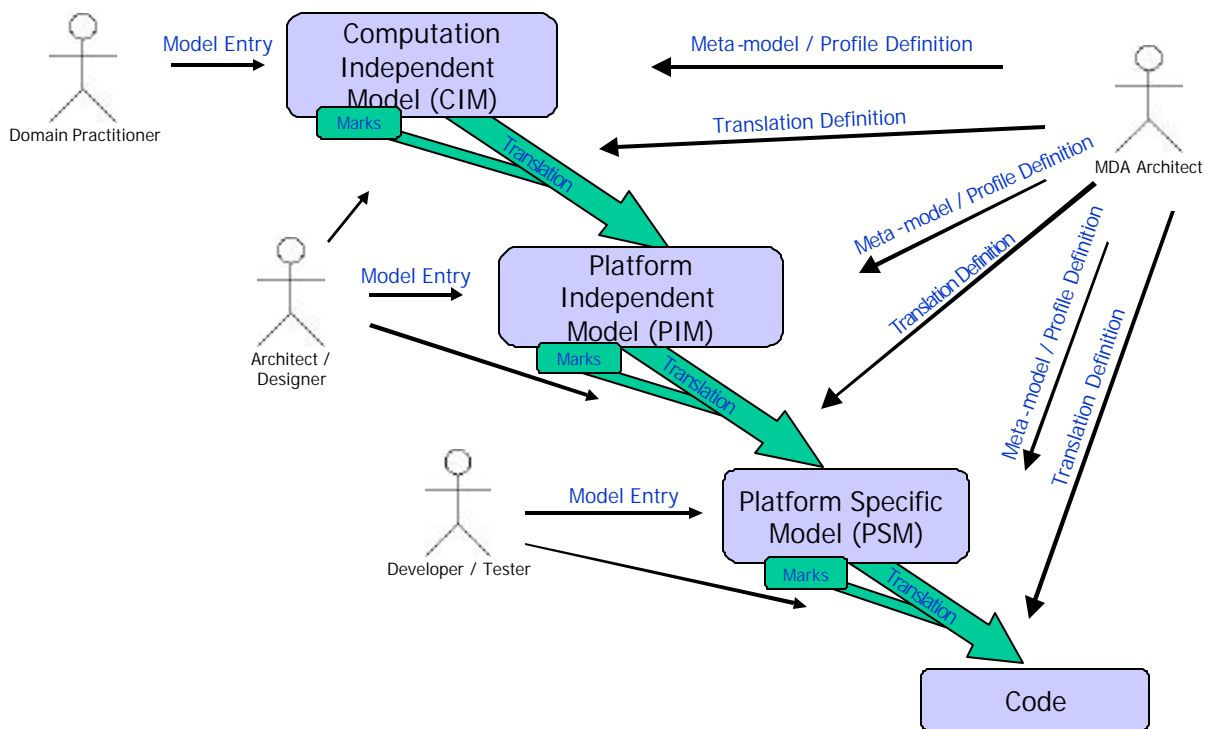 Model Entry
Computation
Independent
Model (CIM)
Meta-model / Profile Definition
Domain Practitioner
Marks
Translation
Translation Definition
MDA Architect
Meta-model / Profile Definition
Translation Definition
Meta-model / Profile Definition
Translation Definition
Architect /
Designer
Model Entry
Platform
Independent
Model (PIM)
Marks
Translation
Developer / Tester
Model Entry
Platform Specific
Model (PSM)
Marks
Translation
Code